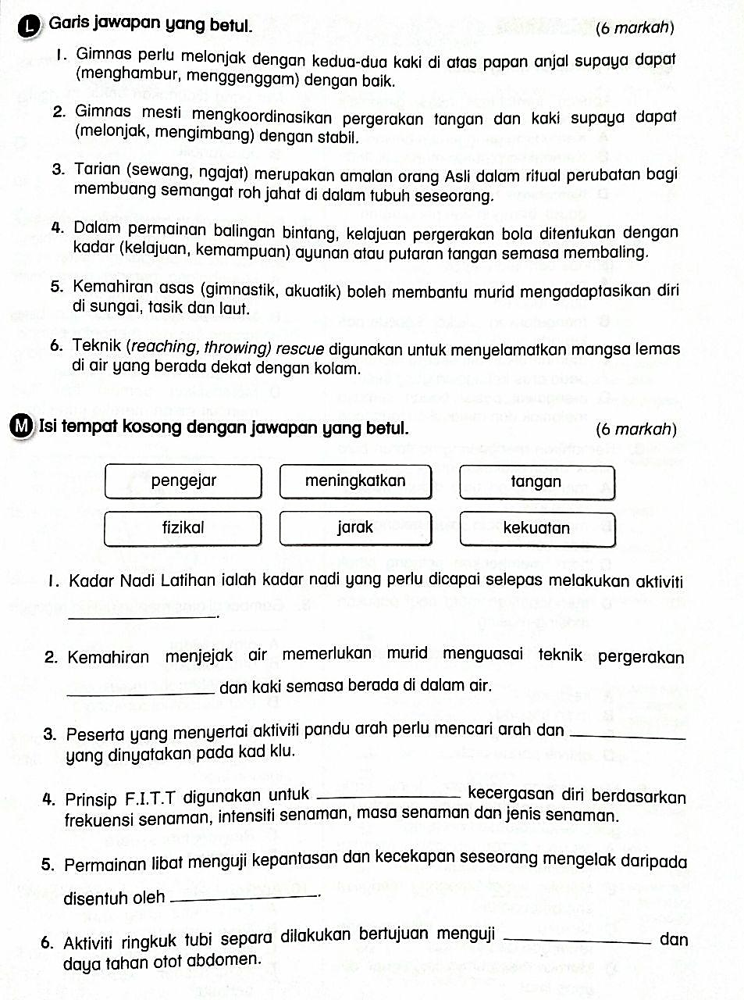 L Garis jawapan yang betul. (6 markah)
1. Gimnas perlu melonjak dengan kedua-dua kaki di atas papan anjal supaya dapat
(menghambur, menggenggam) dengan baik.
2. Gimnas mesti mengkoordinasikan pergerakan tangan dan kaki supaya dapat
(melonjak, mengimbang) dengan stabil.
3. Tarian (sewang, ngajat) merupakan amalan orang Asli dalam ritual perubatan bagi
membuang semangat roh jahat di dalam tubuh seseorang.
4. Dalam permainan balingan bintang, kelajuan pergerakan bola ditentukan dengan
kadar (kelajuan, kemampuan) ayunan atau putaran tangan semasa membaling.
5. Kemahiran asas (gimnastik, akuatik) boleh membantu murid mengadaptasikan diri
di sungai, tasik dan laut.
6. Teknik (reaching, throwing) rescue digunakan untuk menyelamatkan mangsa lemas
di air yang berada dekat dengan kolam.
M Isi tempat kosong dengan jawapan yang betul. (6 markah)
pengejar meningkatkan tangan
fizikal jarak kekuatan
1. Kadar Nadi Latihan ialah kadar nadi yang perlu dicapai selepas melakukan aktiviti
____________.
2. Kemahiran menjejak air memerlukan murid menguasai teknik pergerakan
____________ dan kaki semasa berada di dalam air.
3. Peserta yang menyertai aktiviti pandu arah perlu mencari arah dan ____________
yang dinyatakan pada kad klu.
4. Prinsip F.I.T.T digunakan untuk ____________ kecergasan diri berdasarkan
frekuensi senaman, intensiti senaman, masa senaman dan jenis senaman.
5. Permainan libat menguji kepantasan dan kecekapan seseorang mengelak daripada
disentuh oleh ____________.
6. Aktiviti ringkuk tubi separa dilakukan bertujuan menguji ____________ dan
daya tahan otot abdomen.